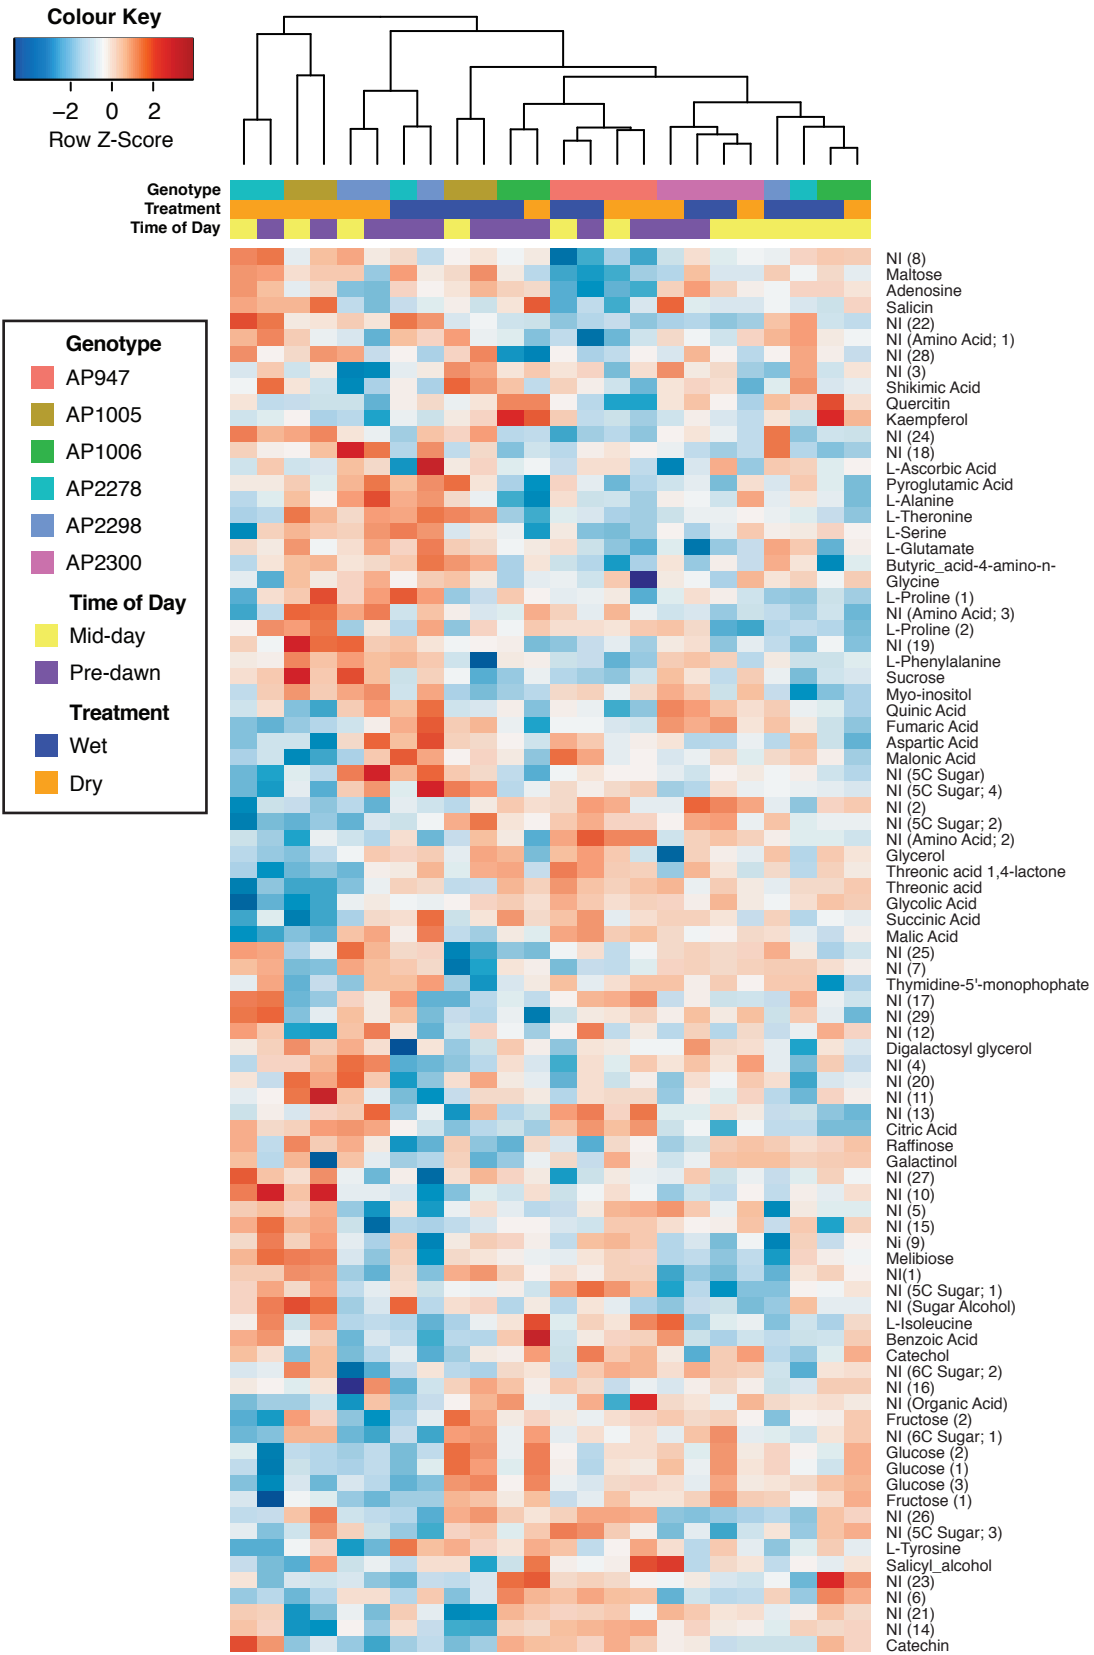 Colour Key
−2 0 2
Row Z-Score
Genotype
Treatment
Time of Day
Genotype
AP947
AP1005
AP1006
AP2278
AP2298
AP2300
Time of Day
Mid-day
Pre-dawn
Treatment
Wet
Dry
NI (8)
Maltose
Adenosine
Salicin
NI (22)
NI (Amino Acid; 1)
NI (28)
NI (3)
Shikimic Acid
Quercitin
Kaempferol
NI (24)
NI (18)
L-Ascorbic Acid
Pyroglutamic Acid
L-Alanine
L-Theronine
L-Serine
L-Glutamate
Butyric_acid-4-amino-n-
Glycine
L-Proline (1)
NI (Amino Acid; 3)
L-Proline (2)
NI (19)
L-Phenylalanine
Sucrose
Myo-inositol
Quinic Acid
Fumaric Acid
Aspartic Acid
Malonic Acid
NI (5C Sugar)
NI (5C Sugar; 4)
NI (2)
NI (5C Sugar; 2)
NI (Amino Acid; 2)
Glycerol
Threonic acid 1,4-lactone
Threonic acid
Glycolic Acid
Succinic Acid
Malic Acid
NI (25)
NI (7)
Thymidine-5'-monophophate
NI (17)
NI (29)
NI (12)
Digalactosyl glycerol
NI (4)
NI (20)
NI (11)
NI (13)
Citric Acid
Raffinose
Galactinol
NI (27)
NI (10)
NI (5)
NI (15)
Ni (9)
Melibiose
NI(1)
NI (5C Sugar; 1)
NI (Sugar Alcohol)
L-Isoleucine
Benzoic Acid
Catechol
NI (6C Sugar; 2)
NI (16)
NI (Organic Acid)
Fructose (2)
NI (6C Sugar; 1)
Glucose (2)
Glucose (1)
Glucose (3)
Fructose (1)
NI (26)
NI (5C Sugar; 3)
L-Tyrosine
Salicyl_alcohol
NI (23)
NI (6)
NI (21)
NI (14)
Catechin